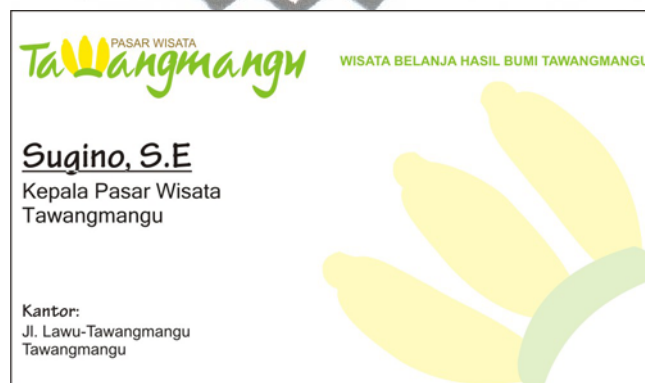 PASAR WISATA
Tawangmangu
WISATA BELANJA HASIL BUMI TAWANGMANGU
Sugino, S.E
Kepala Pasar Wisata
Tawangmangu
Kantor:
Jl. Lawu-Tawangmangu
Tawangmangu